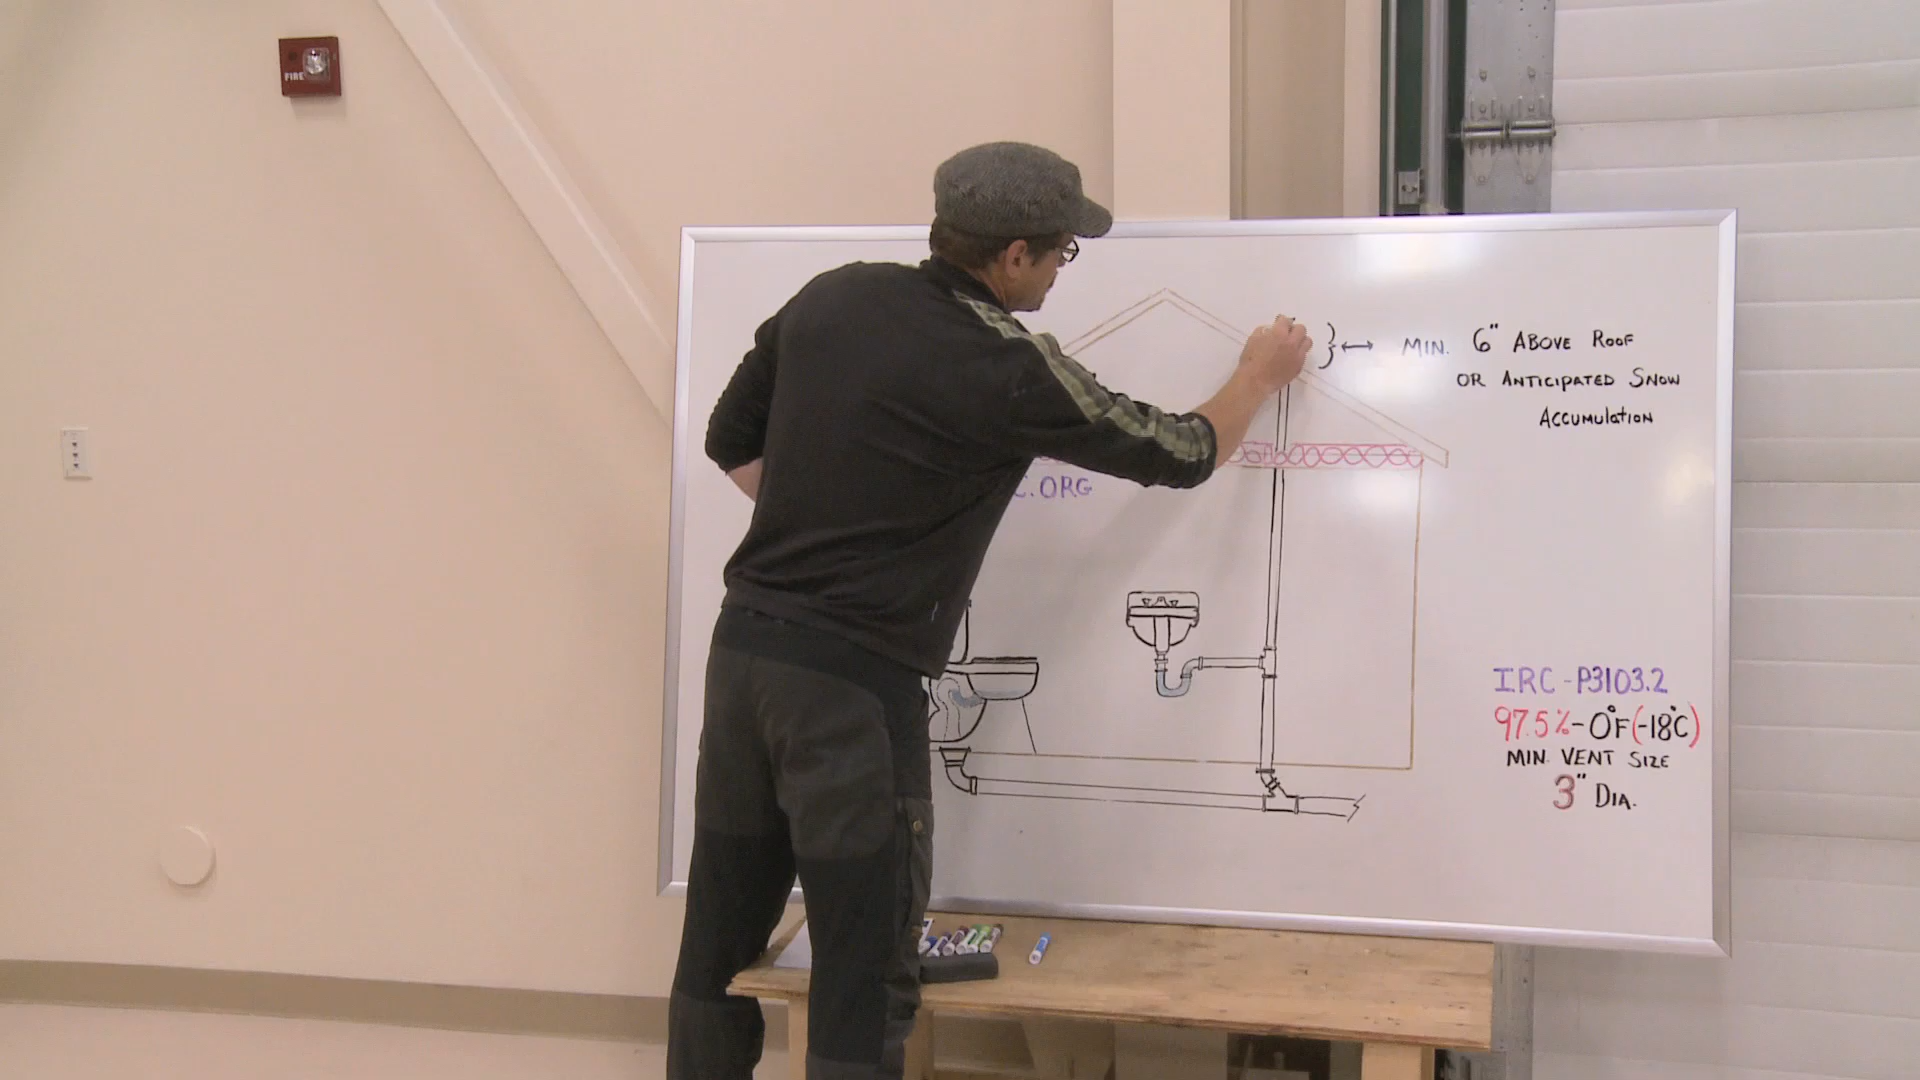 FIRE
MIN. 6" ABOVE ROOF
OR ANTICIPATED SNOW
ACCUMULATION
C.ORG
IRC-P3103.2
97.5%-0°F(-18°C)
MIN. VENT SIZE
3" DIA.